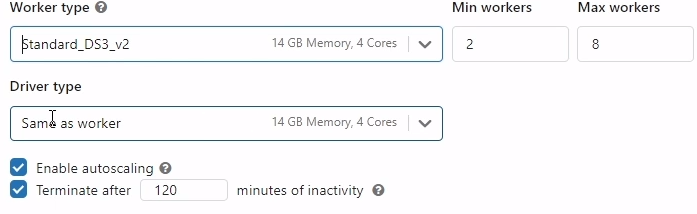 Worker type ? Min workers Max workers
Standard_DS3_v2 14 GB Memory, 4 Cores 2 8
Driver type
Same as worker 14 GB Memory, 4 Cores
Enable autoscaling ?
Terminate after 120 minutes of inactivity ?